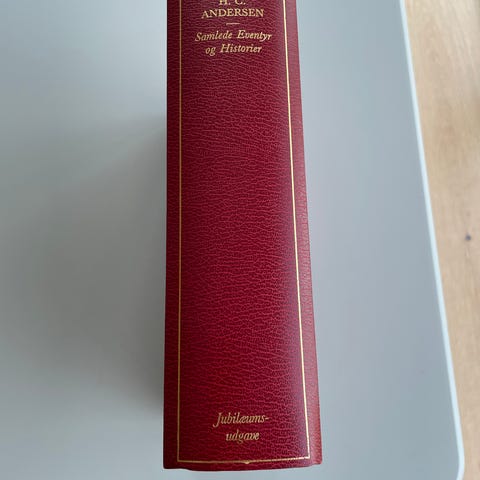 H. C.
ANDERSEN
Samlede Eventyr
og Historier
Jubilæums-
udgave